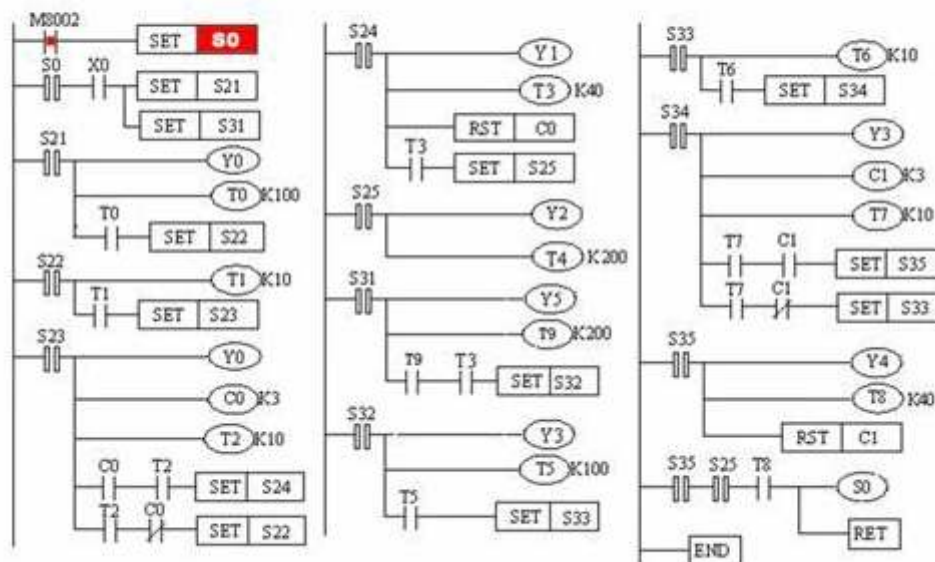 M8002
SET S0
S0 X0
SET S21
SET S31
S21
Y0
T0 K100
T0
SET S22
S22
T1 K10
T1
SET S23
S23
Y0
C0 K3
T2 K10
C0 T2
SET S24
T2 C0
SET S22
S24
Y1
T3 K40
RST C0
T3
SET S25
S25
Y2
T4 K200
S31
Y5
T9 K200
T9 T3
SET S32
S32
Y3
T5 K100
T5
SET S33
S33
T6 K10
T6
SET S34
S34
Y3
C1 K3
T7 K10
T7 C1
SET S35
T7 C1
SET S33
S35
Y4
T8 K40
RST C1
S35 S25 T8
S0
RET
END